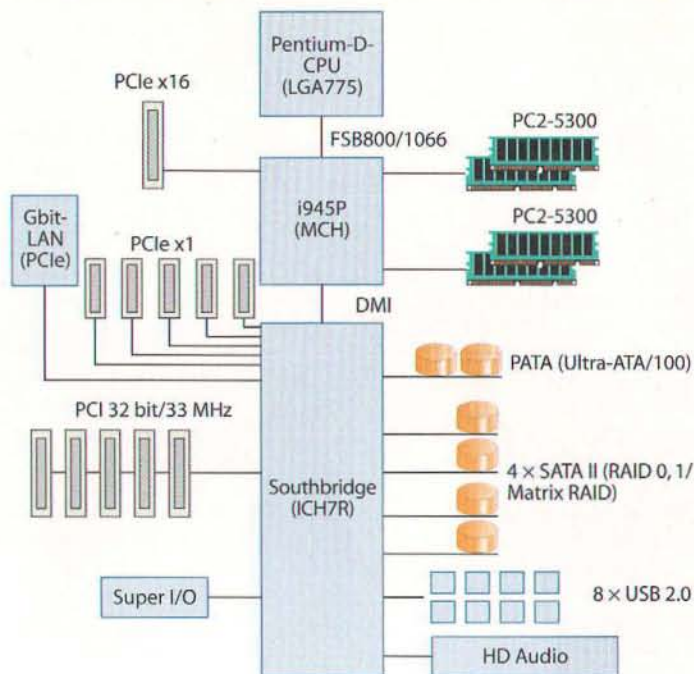 Pentium-D-
CPU
(LGA775)
PCIe x16
FSB800/1066
PC2-5300
i945P
(MCH)
Gbit-
LAN
(PCIe)
PCIe x1
PC2-5300
DMI
PATA (Ultra-ATA/100)
PCI 32 bit/33 MHz
Southbridge
(ICH7R)
4 × SATA II (RAID 0, 1/
Matrix RAID)
Super I/O
8 × USB 2.0
HD Audio